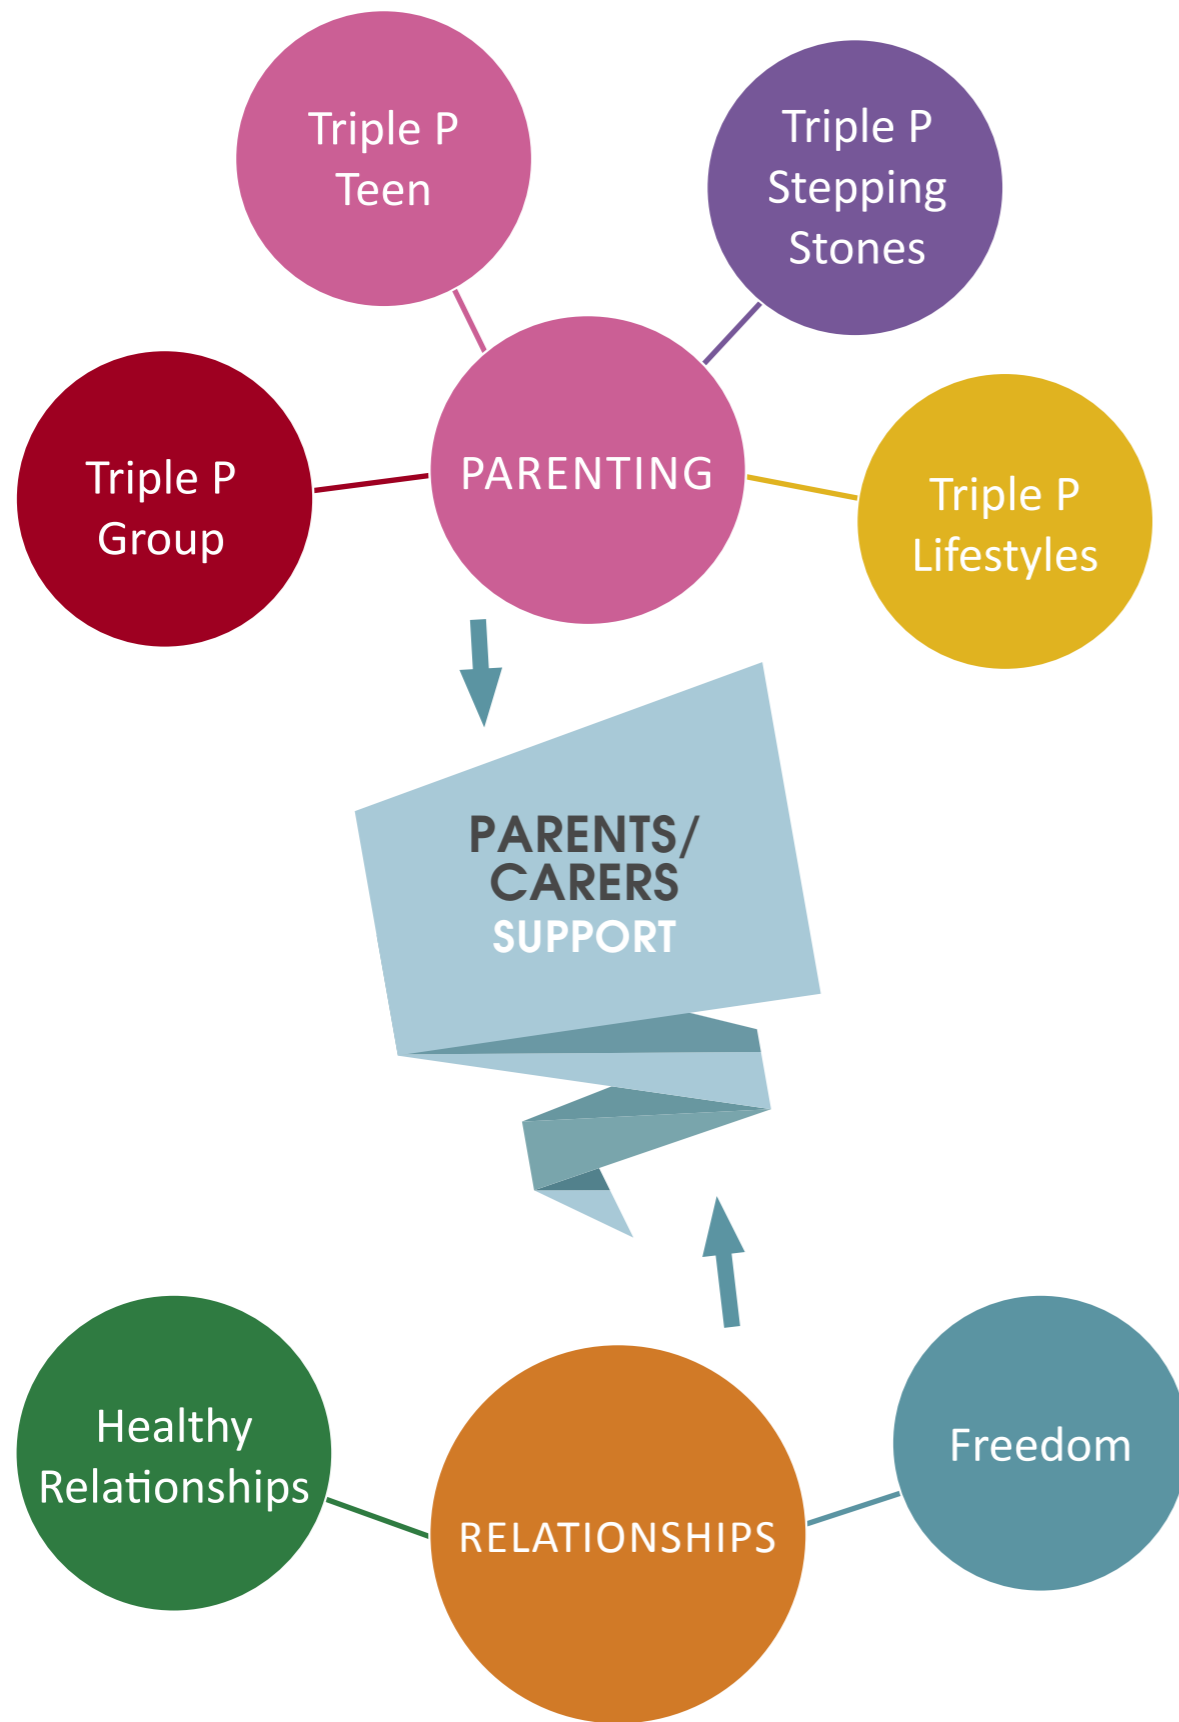 Triple P
Teen
Triple P
Stepping
Stones
Triple P
Group
PARENTING
Triple P
Lifestyles
PARENTS/
CARERS
SUPPORT
Healthy
Relationships
RELATIONSHIPS
Freedom